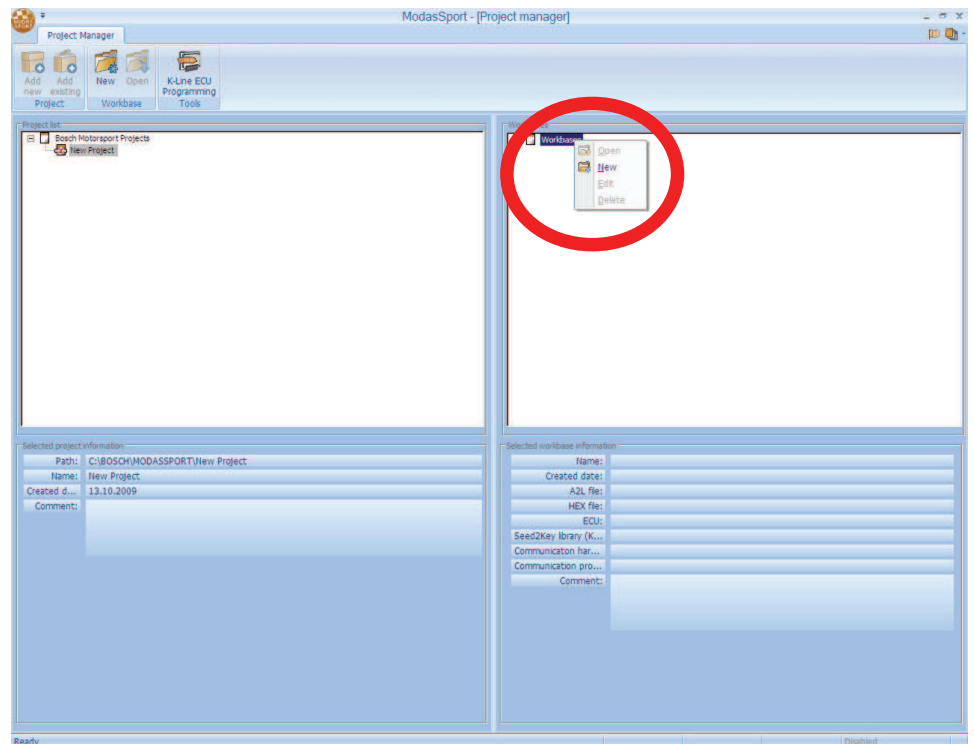 ModasSport - [Project manager]
Project Manager
Add new
Add existing
New
Open
K-Line ECU Programming
Project
Workbase
Tools
Project list
Bosch Motorsport Projects
New Project
Workbases
Open
New
Edit
Delete
Selected project information
Path: C:\BOSCH\MODASSPORT\New Project
Name: New Project
Created d... 13.10.2009
Comment:
Selected workbase information
Name:
Created date:
A2L file:
HEX file:
ECU:
Seed2Key library (K...
Communicaton har...
Communication pro...
Comment:
Ready
Disabled